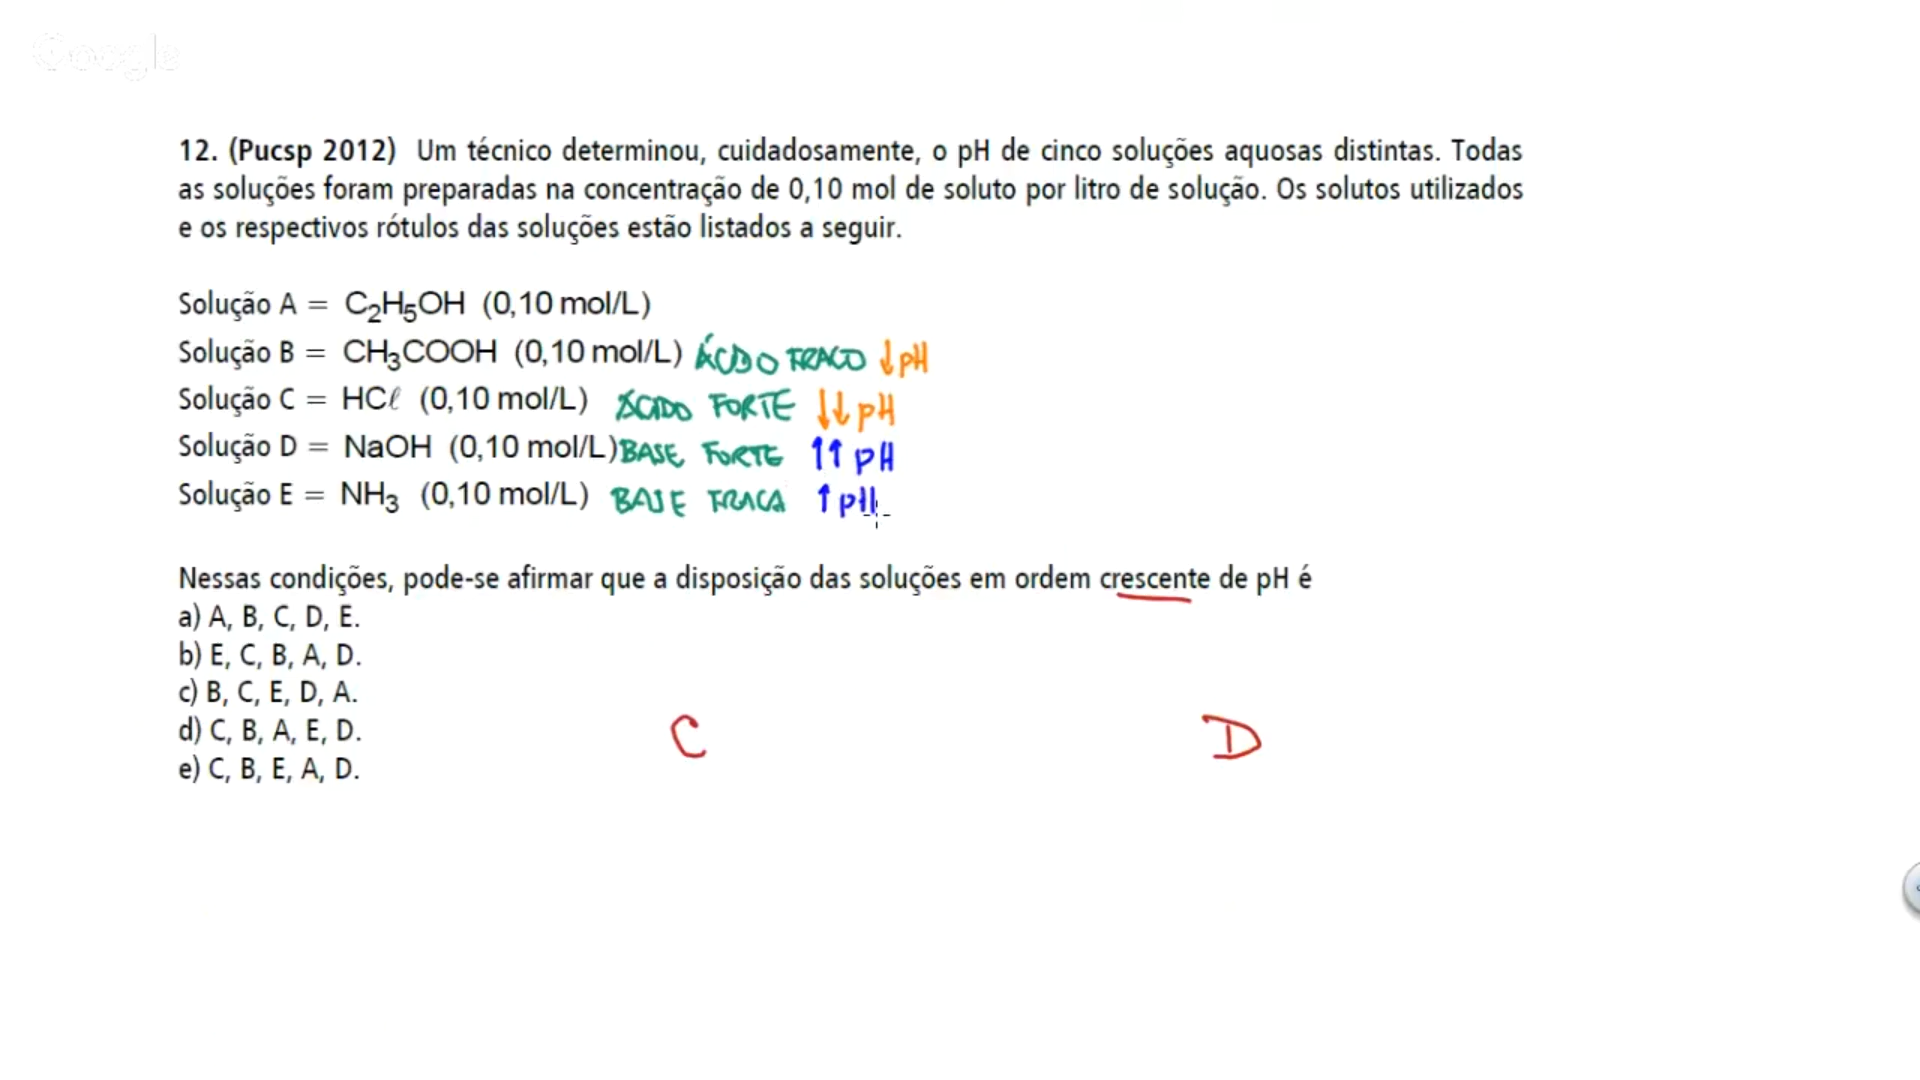 Google
12. (Pucsp 2012) Um técnico determinou, cuidadosamente, o pH de cinco soluções aquosas distintas. Todas
as soluções foram preparadas na concentração de 0,10 mol de soluto por litro de solução. Os solutos utilizados
e os respectivos rótulos das soluções estão listados a seguir.
Solução A = C₂H₅OH (0,10 mol/L)
Solução B = CH₃COOH (0,10 mol/L) ÁCIDO FRACO ↓pH
Solução C = HCℓ (0,10 mol/L) ÁCIDO FORTE ↓↓ pH
Solução D = NaOH (0,10 mol/L) BASE FORTE ↑↑ pH
Solução E = NH₃ (0,10 mol/L) BASE FRACA ↑ pH
Nessas condições, pode-se afirmar que a disposição das soluções em ordem crescente de pH é
a) A, B, C, D, E.
b) E, C, B, A, D.
c) B, C, E, D, A.
d) C, B, A, E, D.
e) C, B, E, A, D.
C D